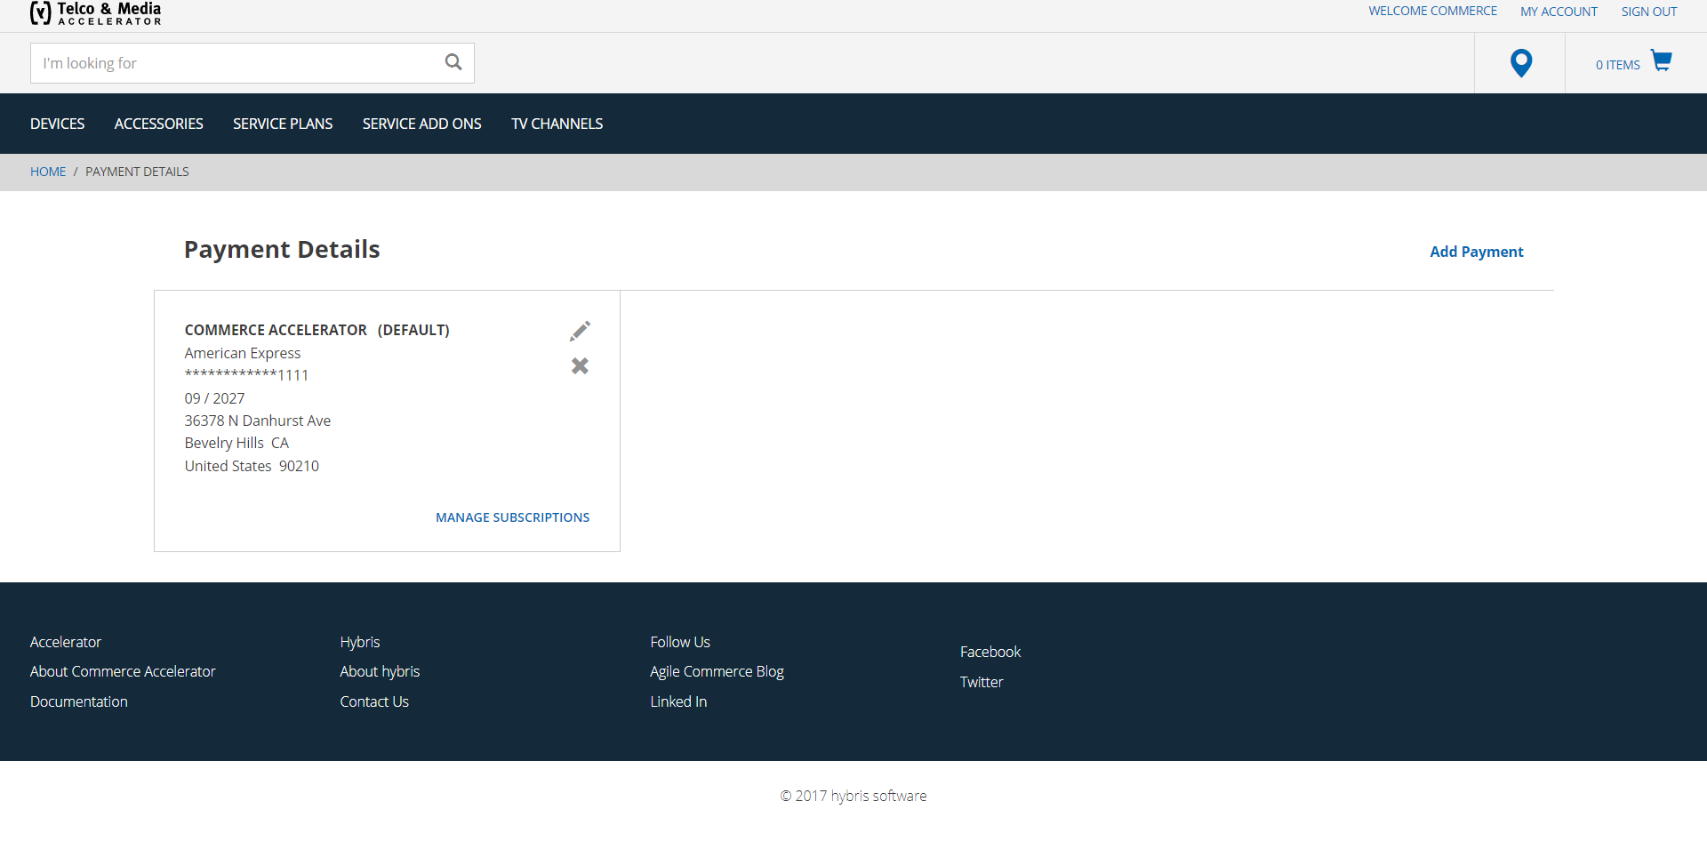 Telco & Media
ACCELERATOR
WELCOME COMMERCE MY ACCOUNT SIGN OUT
I'm looking for
0 ITEMS
DEVICES ACCESSORIES SERVICE PLANS SERVICE ADD ONS TV CHANNELS
HOME / PAYMENT DETAILS
Payment Details
Add Payment
COMMERCE ACCELERATOR (DEFAULT)
American Express
************1111
09 / 2027
36378 N Danhurst Ave
Bevelry Hills CA
United States 90210
MANAGE SUBSCRIPTIONS
Accelerator
About Commerce Accelerator
Documentation
Hybris
About hybris
Contact Us
Follow Us
Agile Commerce Blog
Linked In
Facebook
Twitter
© 2017 hybris software